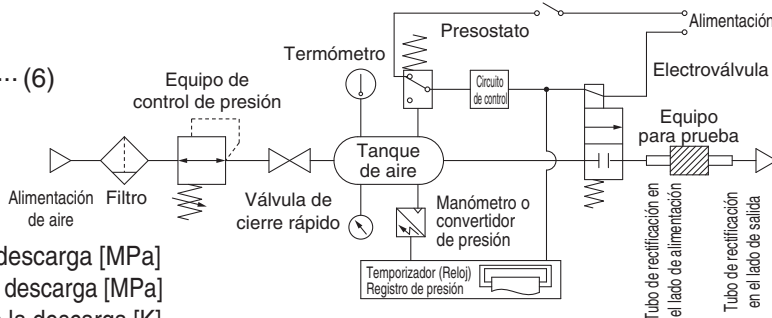 Alimentación
Presostato
Termómetro
··· (6)
Electroválvula
Equipo de
control de presión
Circuito
de control
Equipo
para prueba
Tanque
de aire
Alimentación
de aire
Filtro
Válvula de
cierre rápido
Manómetro o
convertidor
de presión
Temporizador (Reloj)
Registro de presión
Tubo de rectificación en
el lado de alimentación
Tubo de rectificación
en el lado de salida
descarga [MPa]
descarga [MPa]
la descarga [K]